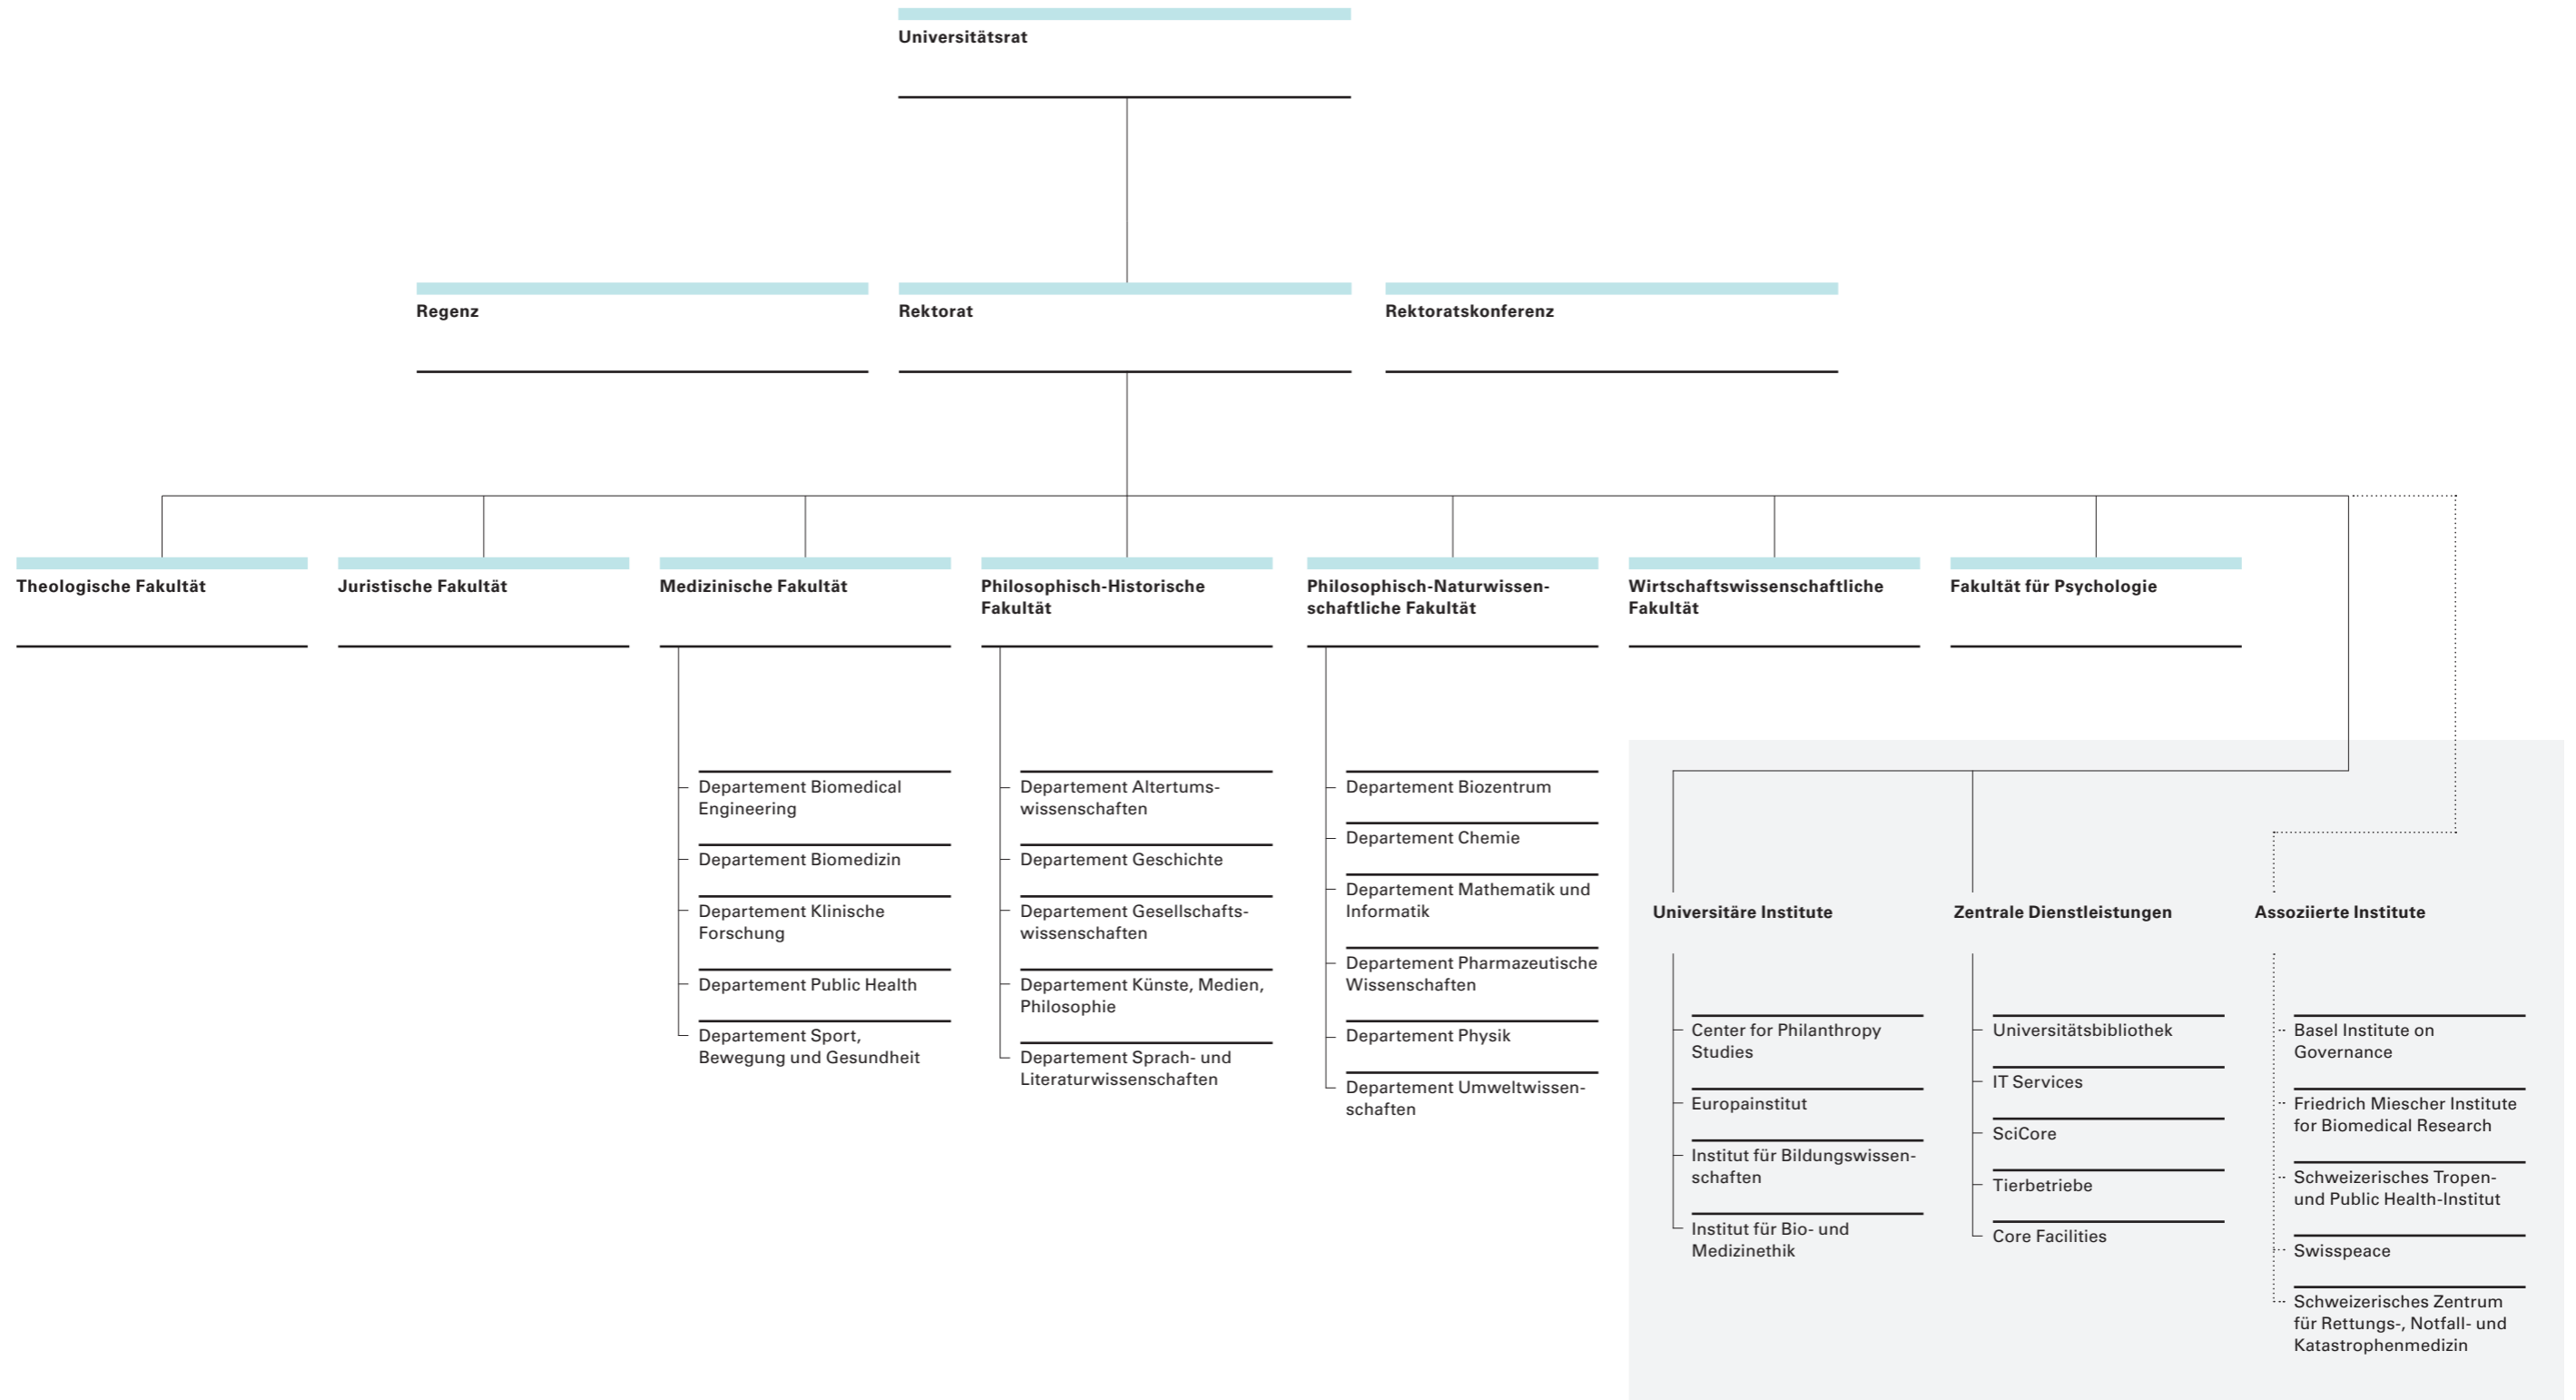 Universitätsrat
Regenz
Rektorat
Rektoratskonferenz
Theologische Fakultät
Juristische Fakultät
Medizinische Fakultät
Philosophisch-Historische
Fakultät
Philosophisch-Naturwissen-
schaftliche Fakultät
Wirtschaftswissenschaftliche
Fakultät
Fakultät für Psychologie
Departement Biomedical
Engineering
Departement Biomedizin
Departement Klinische
Forschung
Departement Public Health
Departement Sport,
Bewegung und Gesundheit
Departement Altertums-
wissenschaften
Departement Geschichte
Departement Gesellschafts-
wissenschaften
Departement Künste, Medien,
Philosophie
Departement Sprach- und
Literaturwissenschaften
Departement Biozentrum
Departement Chemie
Departement Mathematik und
Informatik
Departement Pharmazeutische
Wissenschaften
Departement Physik
Departement Umweltwissen-
schaften
Universitäre Institute
Center for Philanthropy
Studies
Europainstitut
Institut für Bildungswissen-
schaften
Institut für Bio- und
Medizinethik
Zentrale Dienstleistungen
Universitätsbibliothek
IT Services
SciCore
Tierbetriebe
Core Facilities
Assoziierte Institute
Basel Institute on
Governance
Friedrich Miescher Institute
for Biomedical Research
Schweizerisches Tropen-
und Public Health-Institut
Swisspeace
Schweizerisches Zentrum
für Rettungs-, Notfall- und
Katastrophenmedizin